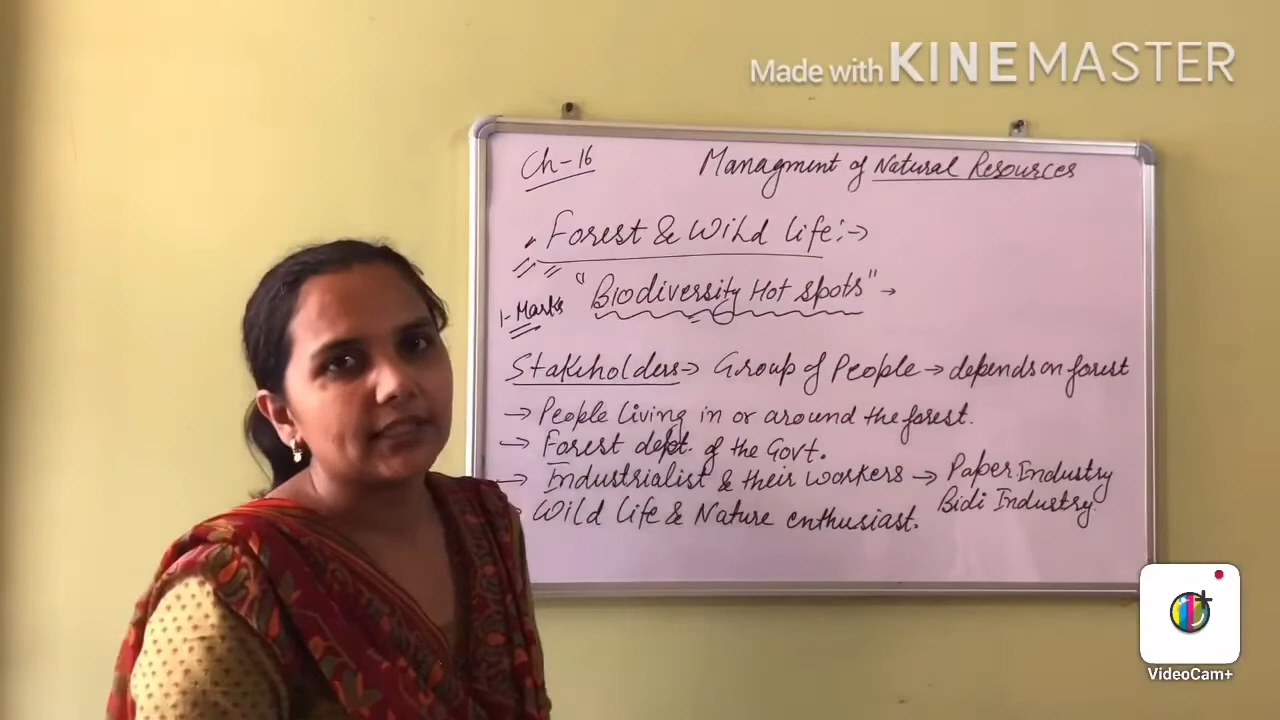 Made with KINEMASTER
Ch-16 Managment of Natural Resources
Forest & Wild life:→
1-Marks "Biodiversity Hot spots" →
Stakeholders → Group of People → depends on forest
→ People living in or around the forest.
→ Forest dept. of the Govt.
→ Industrialist & their workers → Paper Industry
Bidi Industry
Wild life & Nature enthusiast.
VideoCam+